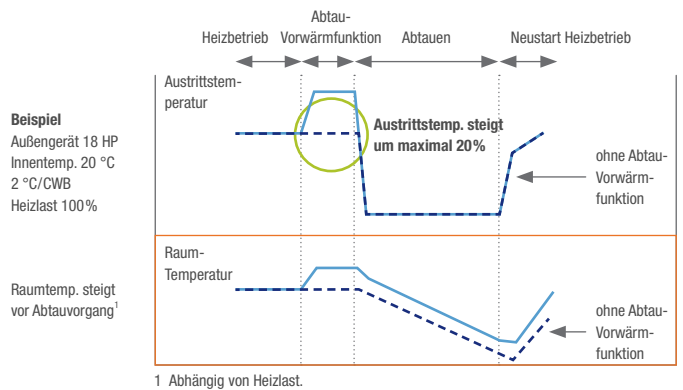 Abtau-
Heizbetrieb
Vorwärmfunktion
Abtauen
Neustart Heizbetrieb
Austrittstem-
peratur
Beispiel
Außengerät 18 HP
Innentemp. 20 °C
2 °C/CWB
Heizlast 100%
Austrittstemp. steigt
um maximal 20%
ohne Abtau-
Vorwärm-
funktion
Raum-
Temperatur
Raumtemp. steigt
vor Abtauvorgang¹
ohne Abtau-
Vorwärm-
funktion
1 Abhängig von Heizlast.